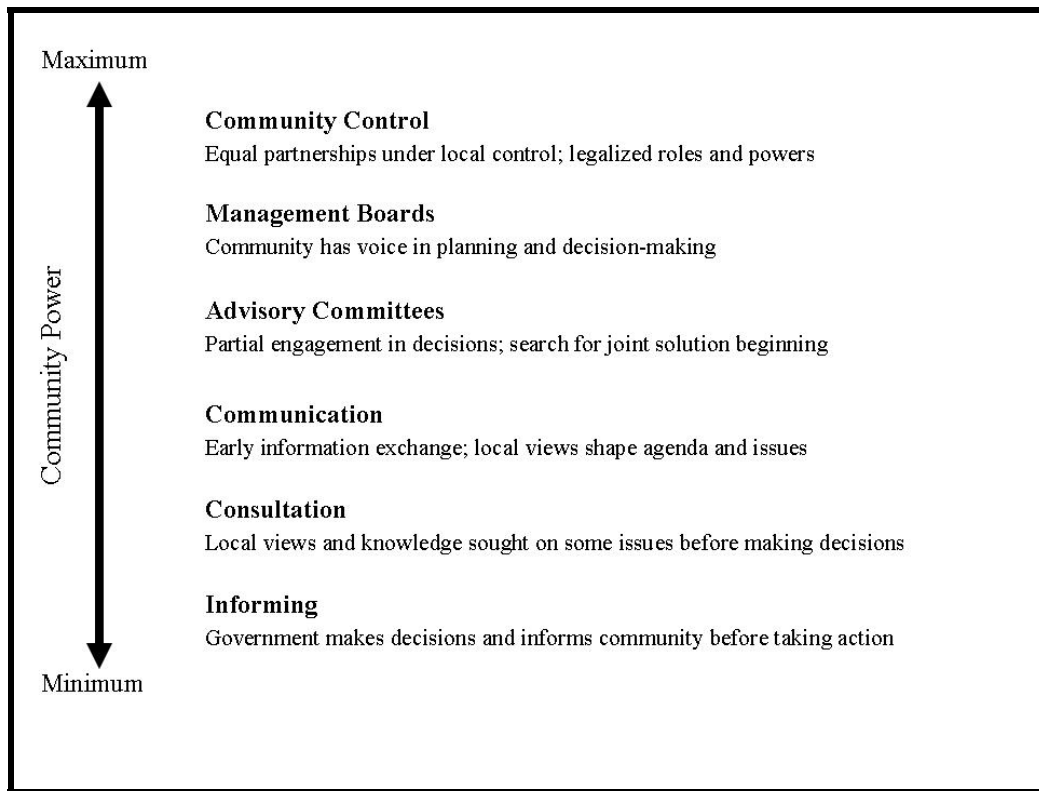 Maximum
Community Control
Equal partnerships under local control; legalized roles and powers
Management Boards
Community has voice in planning and decision-making
Advisory Committees
Partial engagement in decisions; search for joint solution beginning
Community Power
Communication
Early information exchange; local views shape agenda and issues
Consultation
Local views and knowledge sought on some issues before making decisions
Informing
Government makes decisions and informs community before taking action
Minimum